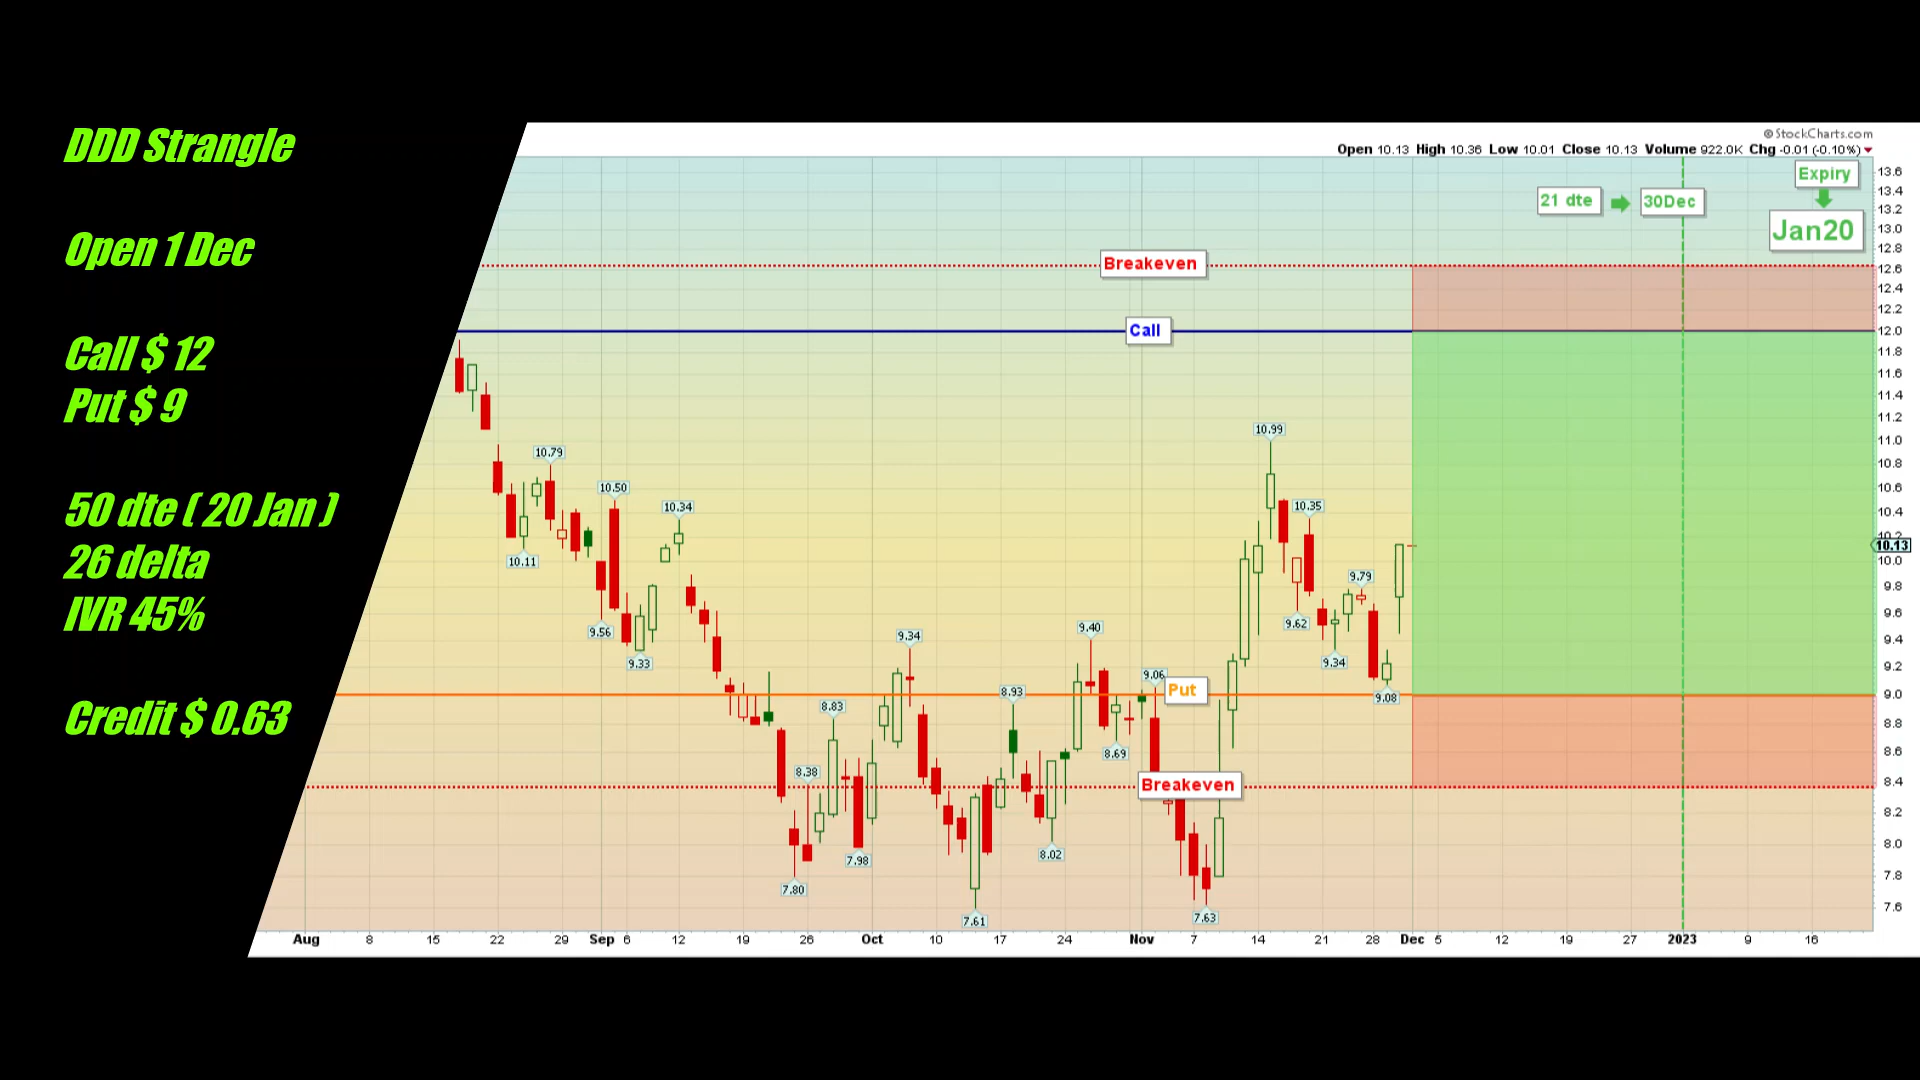 DDD Strangle
Open 1 Dec
Call $ 12
Put $ 9
50 dte ( 20 Jan )
26 delta
IVR 45%
Credit $ 0.63
© StockCharts.com
Open 10.13 High 10.36 Low 10.01 Close 10.13 Volume 922.0K Chg -0.01 (-0.10%)
Expiry
21 dte
30Dec
Jan20
Breakeven
Call
Put
Breakeven
10.79
10.11
10.50
9.56
9.33
10.34
7.80
8.38
8.83
7.98
9.34
7.61
8.93
8.02
9.40
8.69
9.06
7.63
10.99
9.62
10.35
9.34
9.79
9.08
13.6
13.4
13.2
13.0
12.8
12.6
12.4
12.2
12.0
11.8
11.6
11.4
11.2
11.0
10.8
10.6
10.4
10.2
10.13
10.0
9.8
9.6
9.4
9.2
9.0
8.8
8.6
8.4
8.2
8.0
7.8
7.6
Aug 8 15 22 29 Sep 6 12 19 26 Oct 10 17 24 Nov 7 14 21 28 Dec 5 12 19 27 2023 9 16